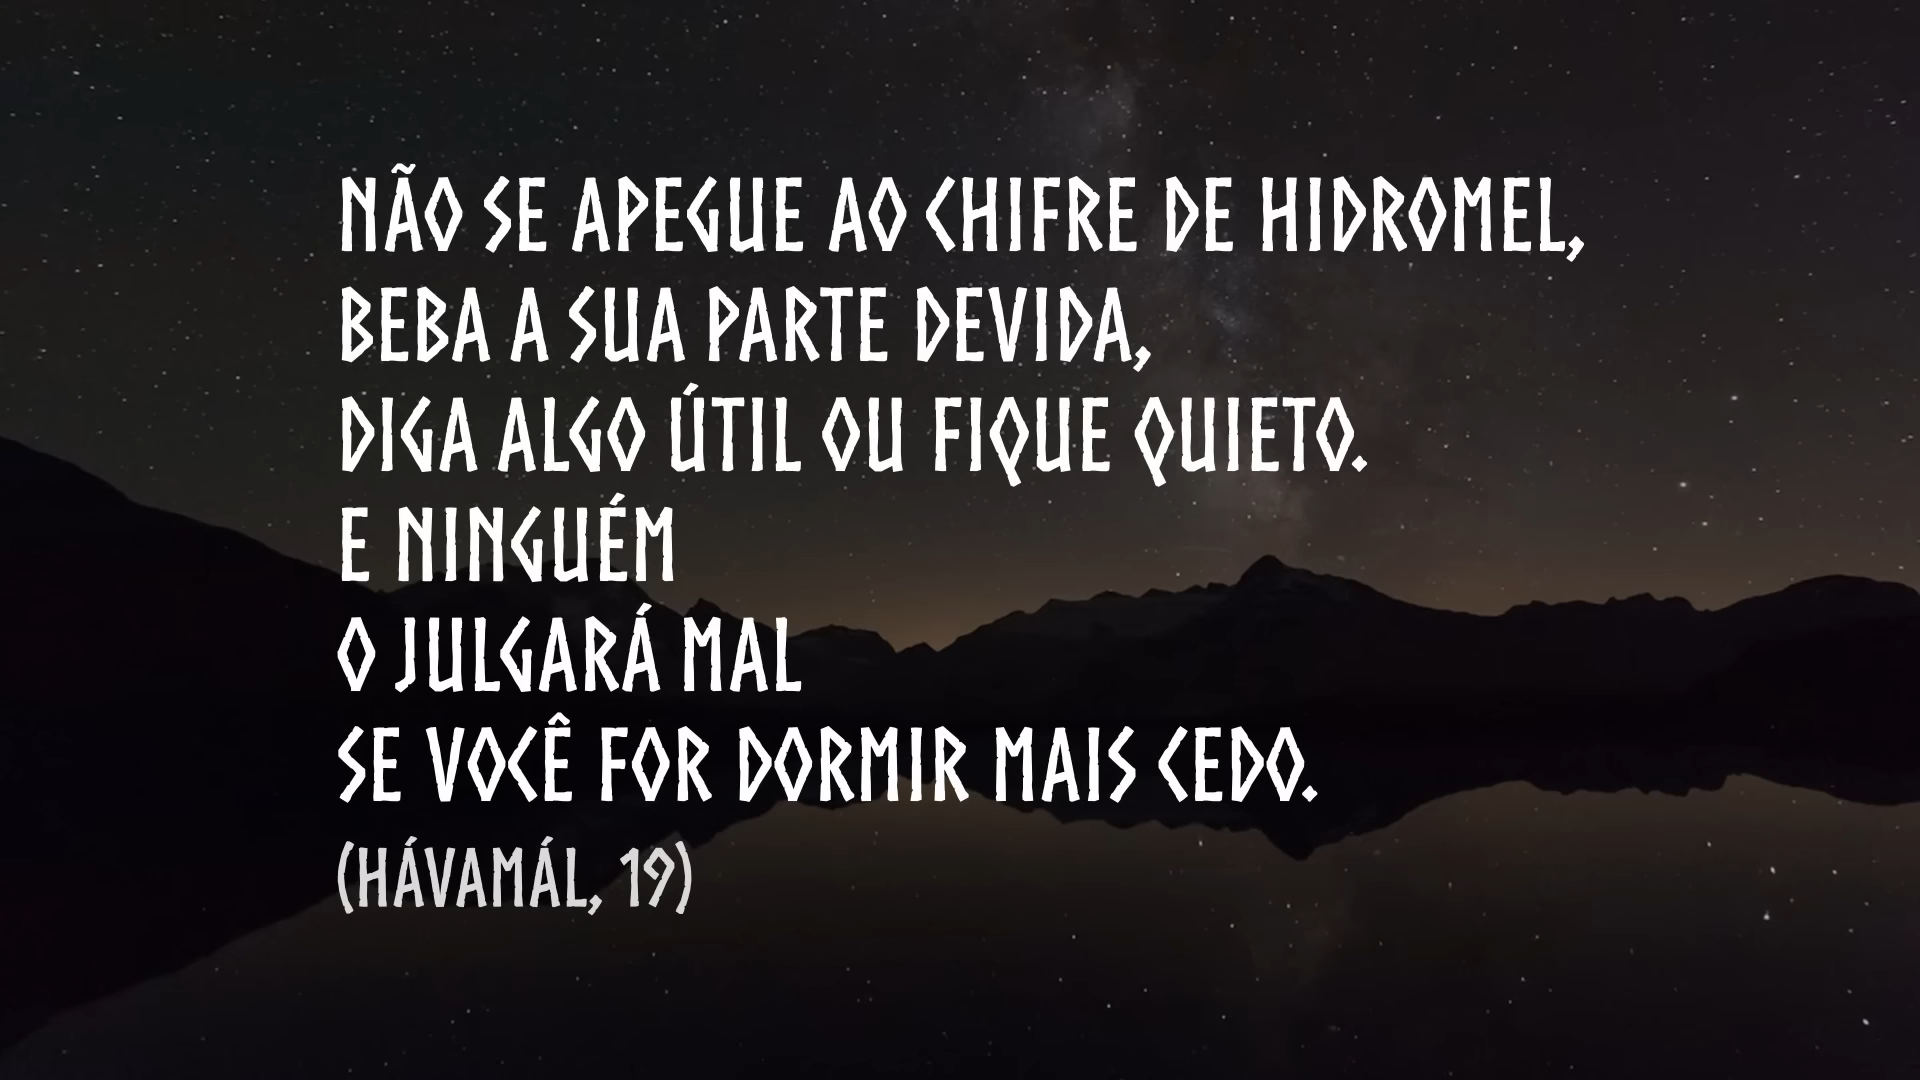 NÃO SE APEGUE AO CHIFRE DE HIDROMEL,
BEBA A SUA PARTE DEVIDA,
DIGA ALGO ÚTIL OU FIQUE QUIETO.
E NINGUÉM
O JULGARÁ MAL
SE VOCÊ FOR DORMIR MAIS CEDO.
(HÁVAMÁL, 19)